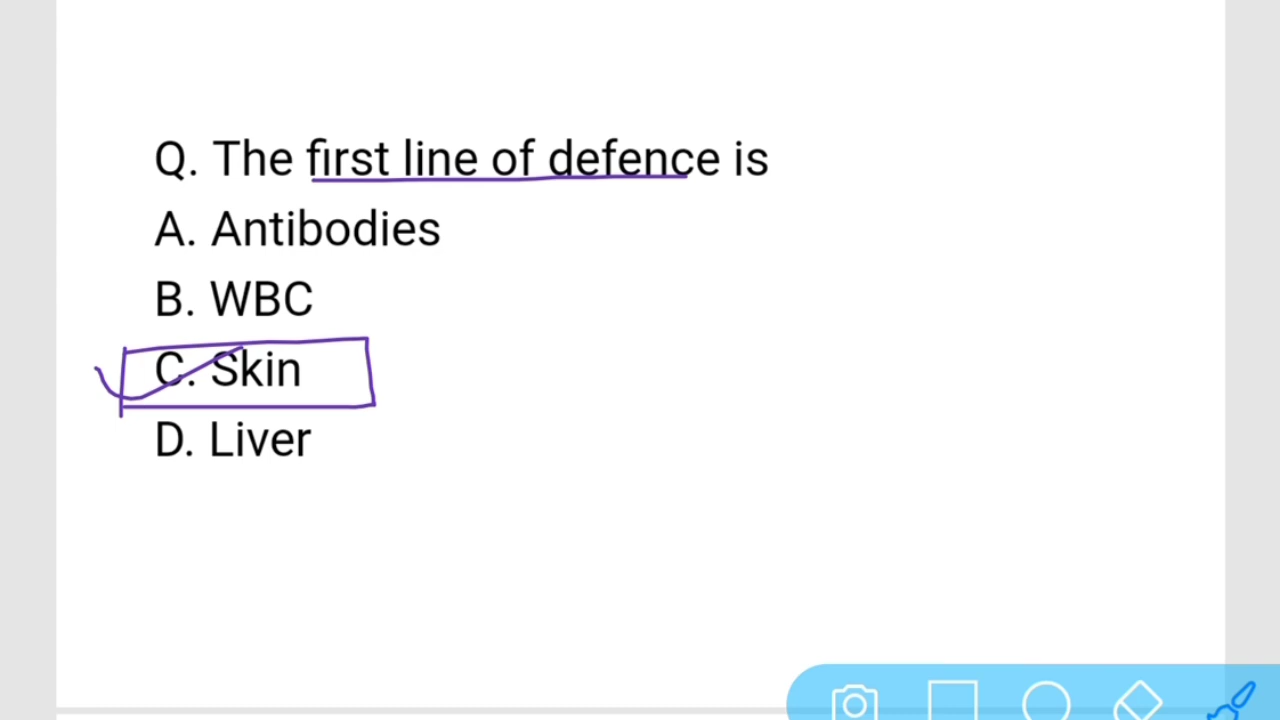 Q. The first line of defence is
A. Antibodies
B. WBC
C. Skin
D. Liver